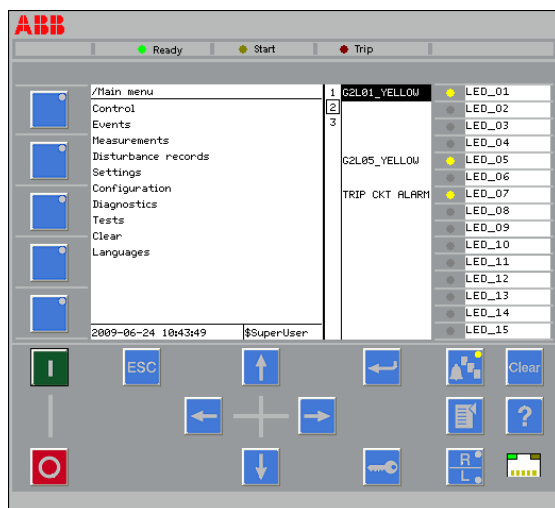 ABB
Ready Start Trip
/Main menu
Control
Events
Measurements
Disturbance records
Settings
Configuration
Diagnostics
Tests
Clear
Languages
2009-06-24 10:43:49 $SuperUser
1
2
3
G2L01_YELLOW
G2L05_YELLOW
TRIP CKT ALARM
LED_01
LED_02
LED_03
LED_04
LED_05
LED_06
LED_07
LED_08
LED_09
LED_10
LED_11
LED_12
LED_13
LED_14
LED_15
I
ESC
Clear
?
O
R
L